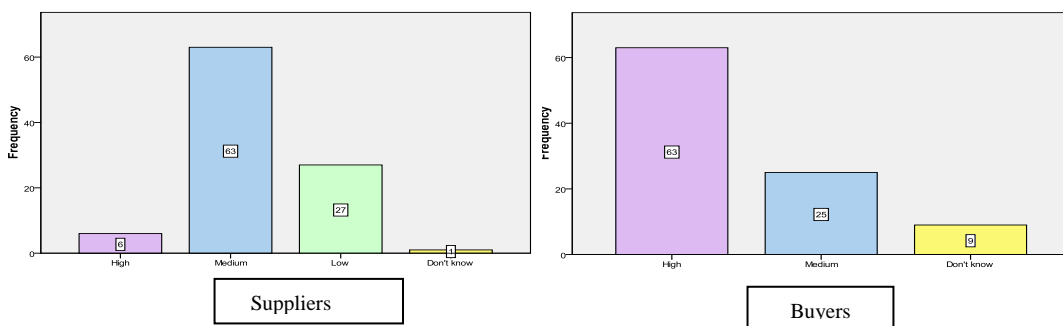 Frequency
60
40
20
0
6
63
27
1
High
Medium
Low
Don't know
Suppliers
Frequency
60
40
20
0
63
25
9
High
Medium
Don't know
Buyers